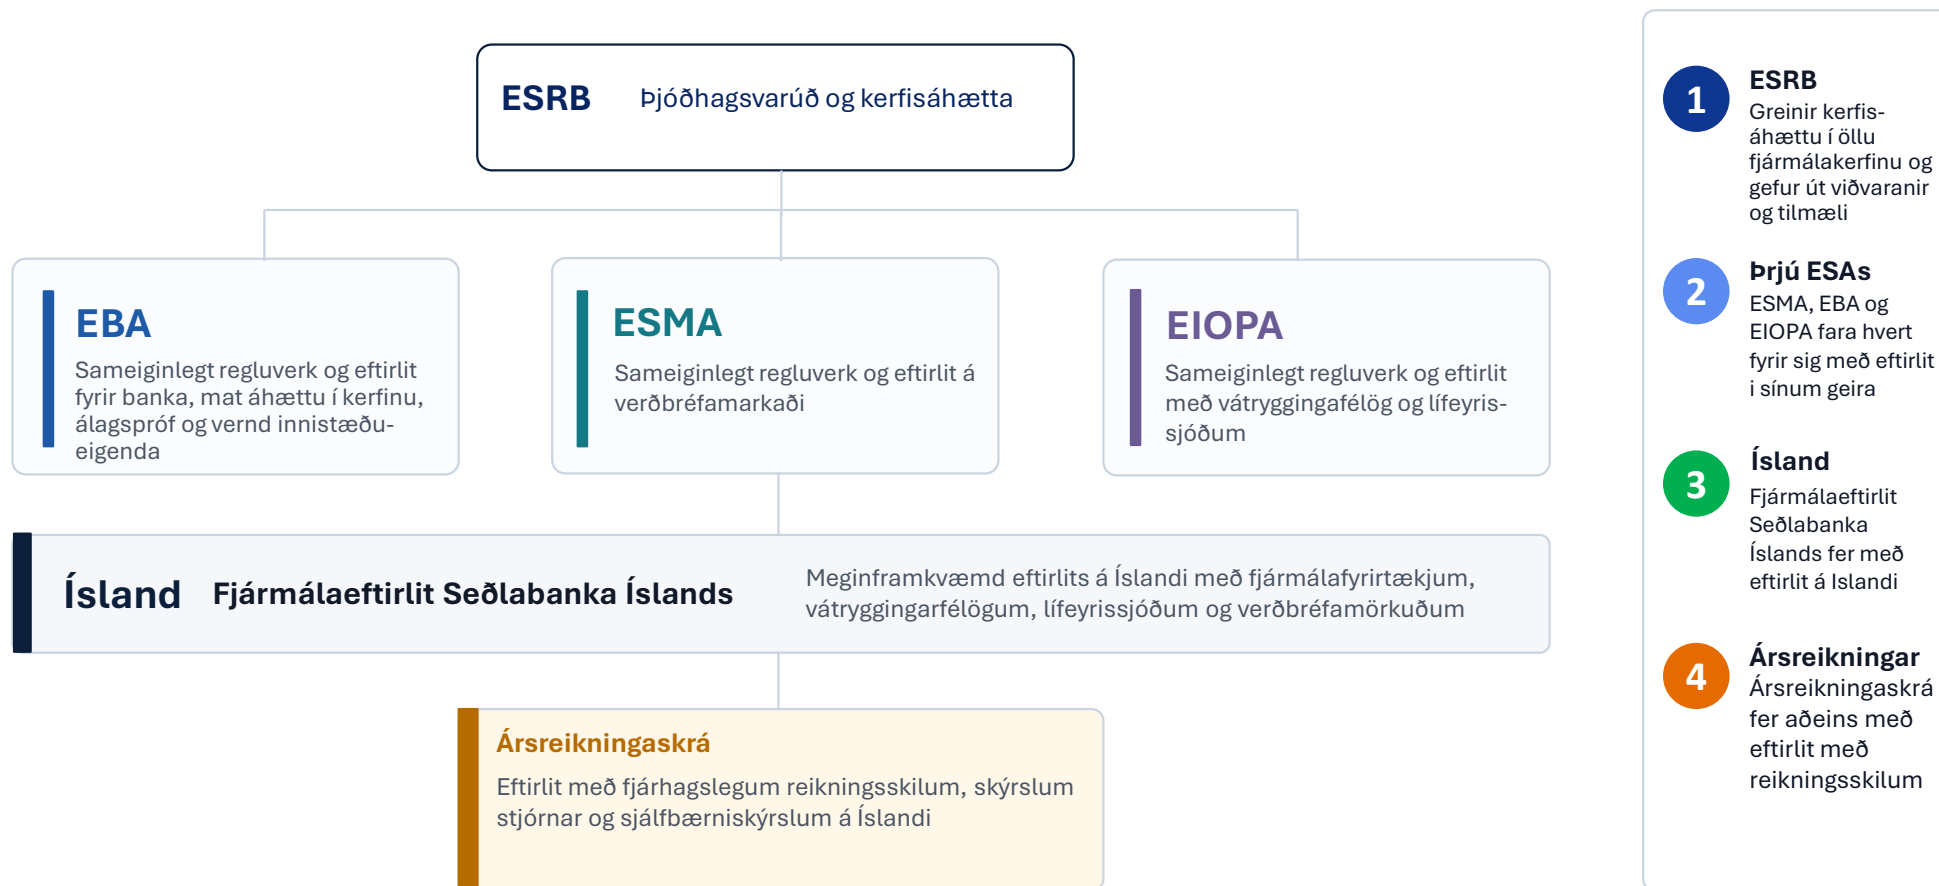 ESRB Þjóðhagsvarúð og kerfisáhætta
EBA
Sameiginlegt regluverk og eftirlit
fyrir banka, mat áhættu í kerfinu,
álagspróf og vernd innistæðu-
eigenda
ESMA
Sameiginlegt regluverk og eftirlit á
verðbréfamarkaði
EIOPA
Sameiginlegt regluverk og eftirlit
með vátryggingafélög og lífeyris-
sjóðum
Ísland Fjármálaeftirlit Seðlabanka Íslands
Meginframkvæmd eftirlits á Íslandi með fjármálafyrirtækjum,
vátryggingarfélögum, lífeyrissjóðum og verðbréfamörkuðum
Ársreikningaskrá
Eftirlit með fjárhagslegum reikningsskilum, skýrslum
stjórnar og sjálfbærniskýrslum á Íslandi
1
ESRB
Greinir kerfis-
áhættu í öllu
fjármálakerfinu og
gefur út viðvaranir
og tilmæli
2
Þrjú ESAs
ESMA, EBA og
EIOPA fara hvert
fyrir sig með eftirlit
i sínum geira
3
Ísland
Fjármálaeftirlit
Seðlabanka
Íslands fer með
eftirlit á Islandi
4
Ársreikningar
Ársreikningaskrá
fer aðeins með
eftirlit með
reikningsskilum